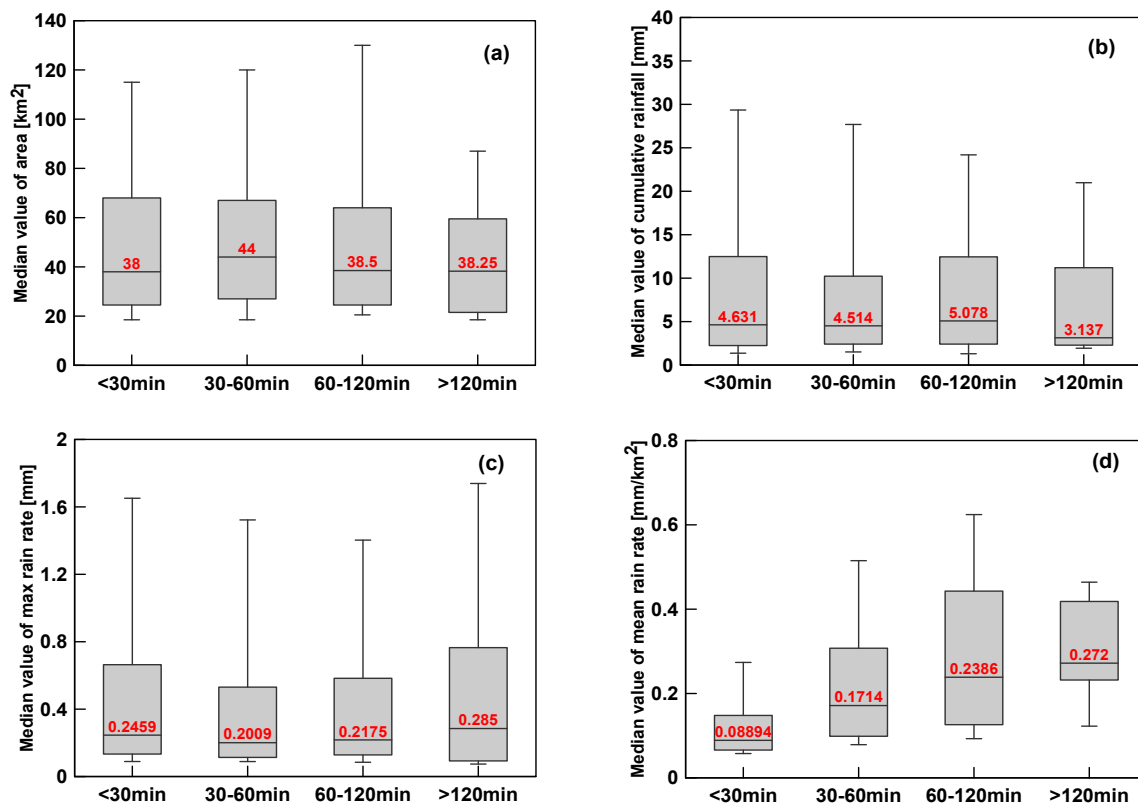 Median value of area [km2]
140
120
100
80
60
40
20
0
(a)
38
44
38.5
38.25
<30min
30-60min
60-120min
>120min
Median value of cumulative rainfall [mm]
40
35
30
25
20
15
10
5
0
(b)
4.631
4.514
5.078
3.137
<30min
30-60min
60-120min
>120min
Median value of max rain rate [mm]
2
1.6
1.2
0.8
0.4
0
(c)
0.2459
0.2009
0.2175
0.285
<30min
30-60min
60-120min
>120min
Median value of mean rain rate [mm/km2]
0.8
0.6
0.4
0.2
0
(d)
0.08894
0.1714
0.2386
0.272
<30min
30-60min
60-120min
>120min